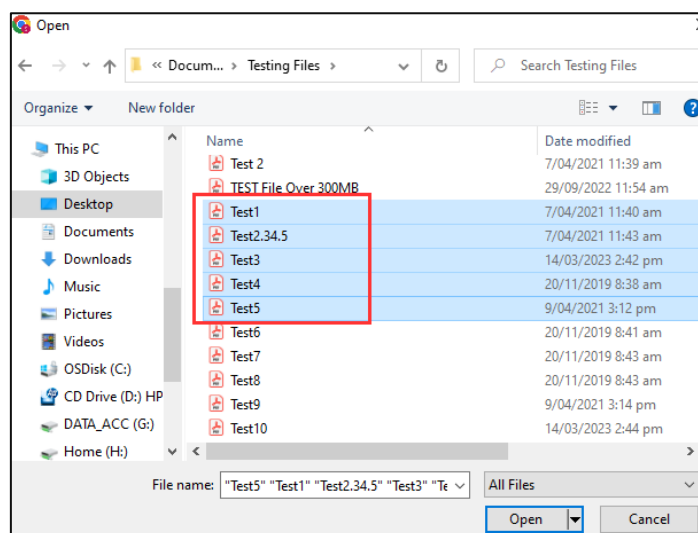 Open
« Docum... › Testing Files ›
Search Testing Files
Organize New folder
This PC
3D Objects
Desktop
Documents
Downloads
Music
Pictures
Videos
OSDisk (C:)
CD Drive (D:) HP
DATA_ACC (G:)
Home (H:)
Name Date modified
Test 2 7/04/2021 11:39 am
TEST File Over 300MB 29/09/2022 11:54 am
Test1 7/04/2021 11:40 am
Test2.34.5 7/04/2021 11:43 am
Test3 14/03/2023 2:42 pm
Test4 20/11/2019 8:38 am
Test5 9/04/2021 3:12 pm
Test6 20/11/2019 8:41 am
Test7 20/11/2019 8:43 am
Test8 20/11/2019 8:43 am
Test9 9/04/2021 3:14 pm
Test10 14/03/2023 2:44 pm
File name: "Test5" "Test1" "Test2.34.5" "Test3" "Te
All Files
Open Cancel